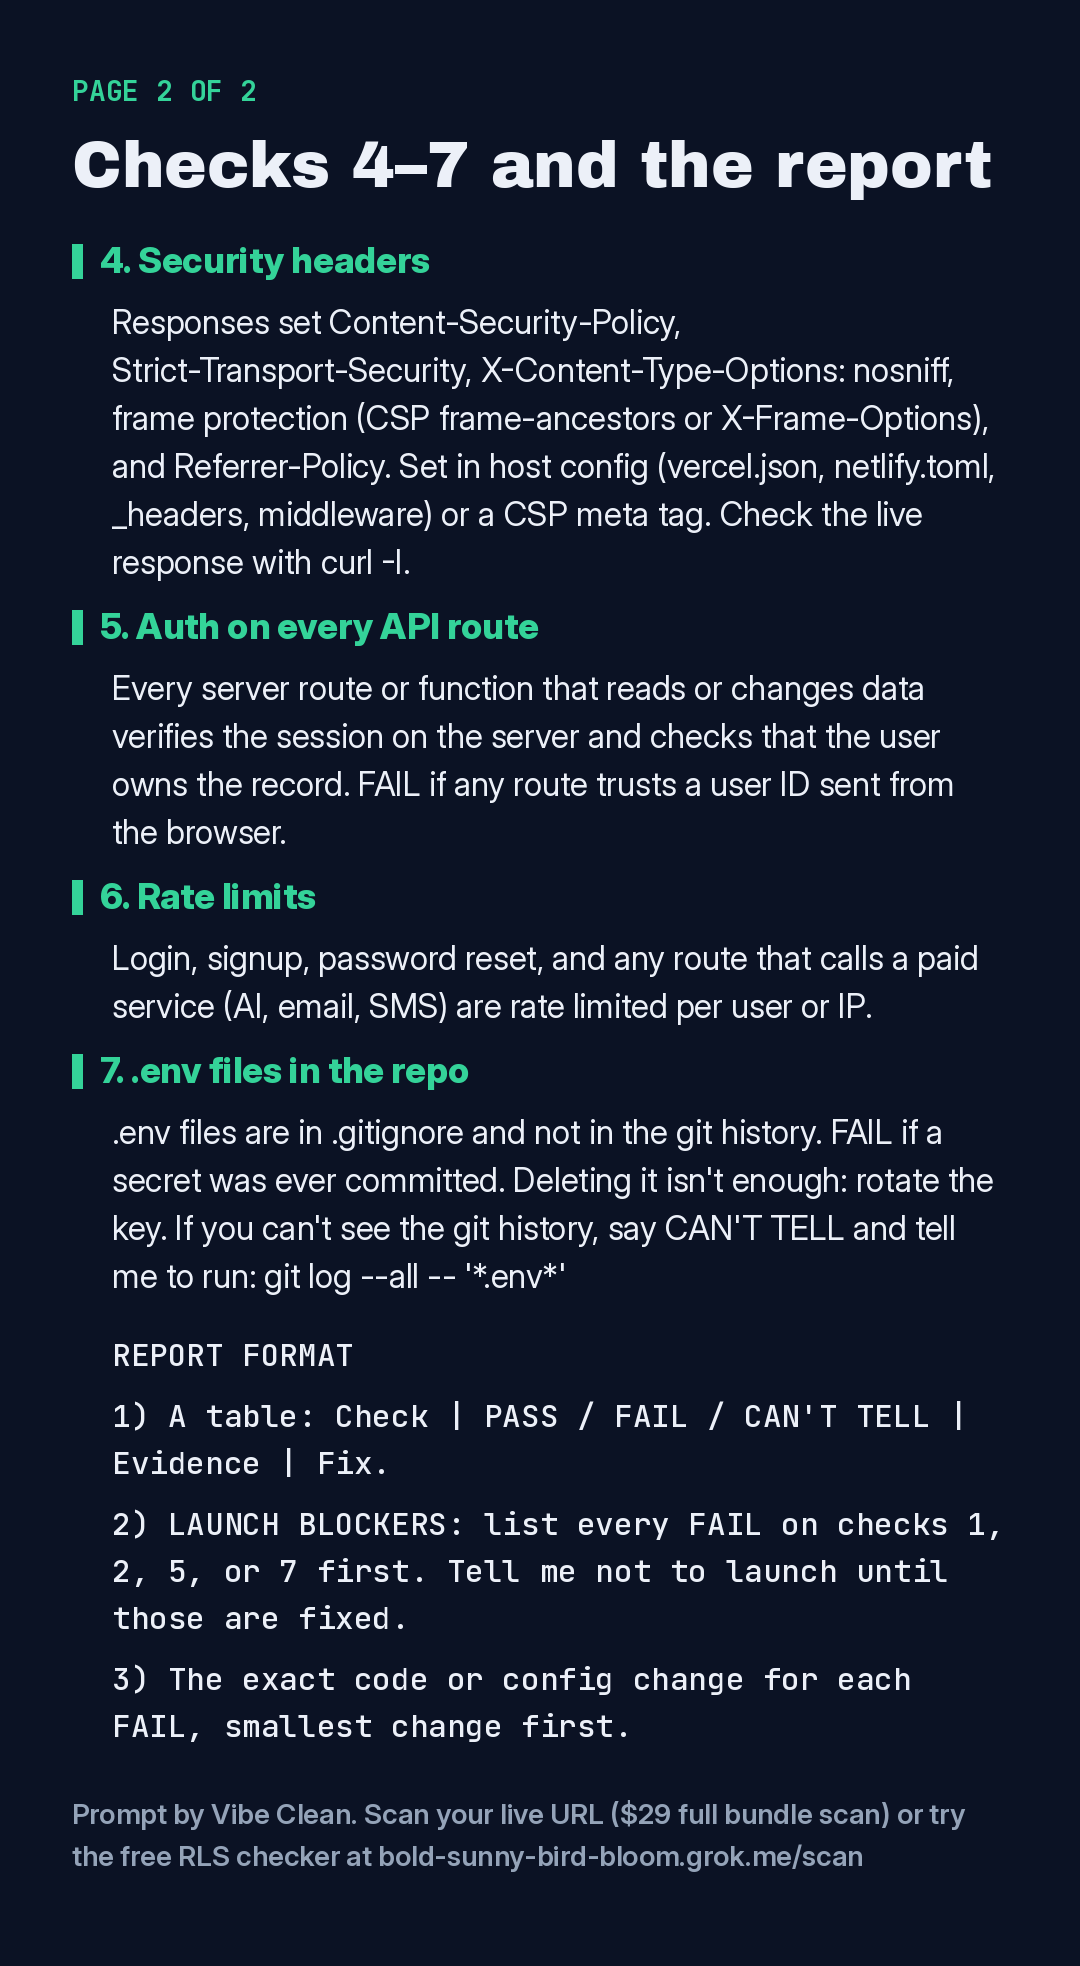 PAGE 2 OF 2
Checks 4–7 and the report
4. Security headers
Responses set Content-Security-Policy,
Strict-Transport-Security, X-Content-Type-Options: nosniff,
frame protection (CSP frame-ancestors or X-Frame-Options),
and Referrer-Policy. Set in host config (vercel.json, netlify.toml,
_headers, middleware) or a CSP meta tag. Check the live
response with curl -I.
5. Auth on every API route
Every server route or function that reads or changes data
verifies the session on the server and checks that the user
owns the record. FAIL if any route trusts a user ID sent from
the browser.
6. Rate limits
Login, signup, password reset, and any route that calls a paid
service (AI, email, SMS) are rate limited per user or IP.
7. .env files in the repo
.env files are in .gitignore and not in the git history. FAIL if a
secret was ever committed. Deleting it isn't enough: rotate the
key. If you can't see the git history, say CAN'T TELL and tell
me to run: git log --all -- '*.env*'
REPORT FORMAT
1) A table: Check | PASS / FAIL / CAN'T TELL |
Evidence | Fix.
2) LAUNCH BLOCKERS: list every FAIL on checks 1,
2, 5, or 7 first. Tell me not to launch until
those are fixed.
3) The exact code or config change for each
FAIL, smallest change first.
Prompt by Vibe Clean. Scan your live URL ($29 full bundle scan) or try
the free RLS checker at bold-sunny-bird-bloom.grok.me/scan